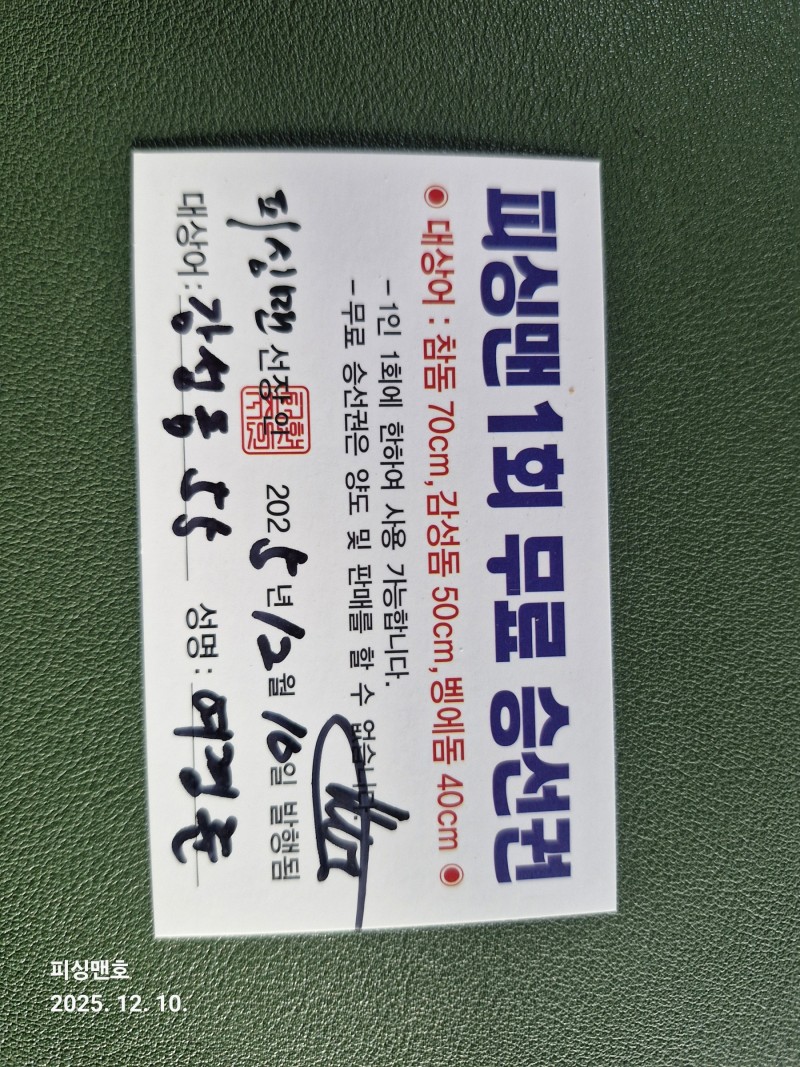 피싱맨 1회 무료 승선권
◉ 대상어 : 참돔 70cm, 감성돔 50cm, 벵에돔 40cm ◉
- 1인 1회에 한하여 사용 가능합니다.
- 무료 승선권은 양도 및 판매를 할 수 없습니다
피싱맨 선장 인 2025년 12월 10일 발행됨
대상어 : 감성돔 55 성명 :
피싱맨호
2025. 12. 10.